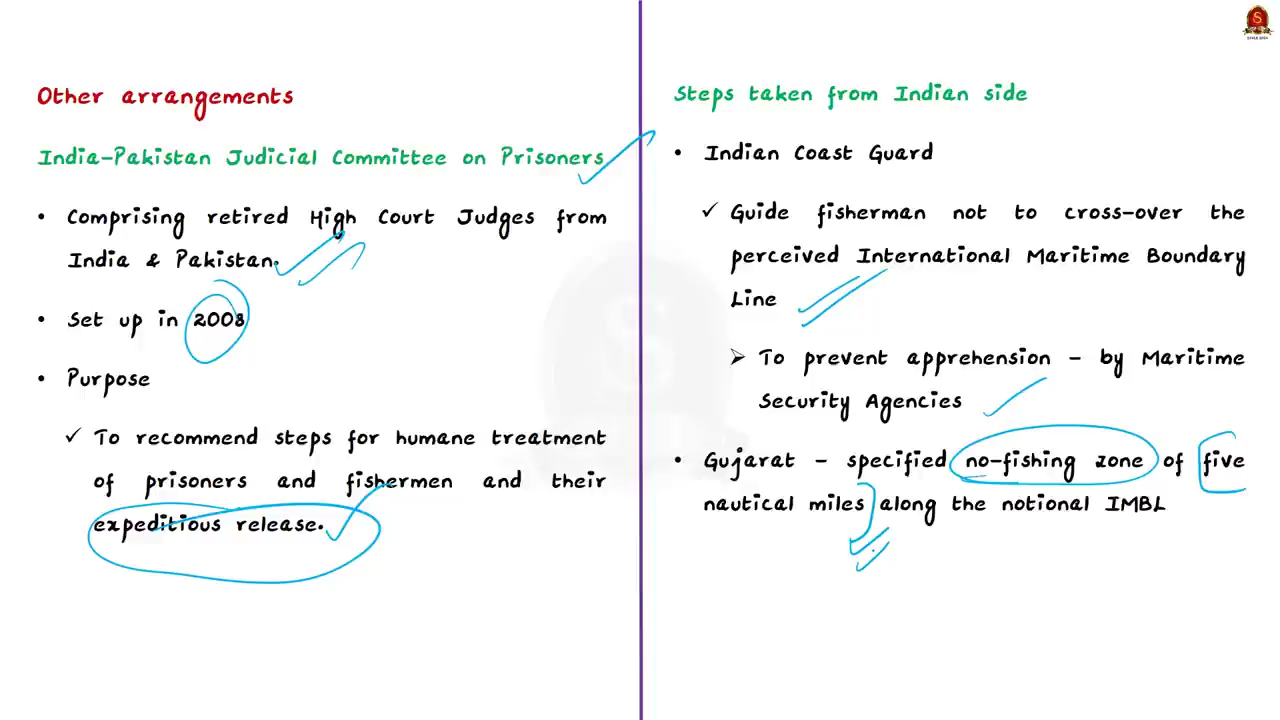 Other arrangements
India-Pakistan Judicial Committee on Prisoners
• Comprising retired High Court Judges from
India & Pakistan.
• Set up in 2008
• Purpose
✓ To recommend steps for humane treatment
of prisoners and fishermen and their
expeditious release.
Steps taken from Indian side
• Indian Coast Guard
✓ Guide fisherman not to cross-over the
perceived International Maritime Boundary
Line
➢ To prevent apprehension – by Maritime
Security Agencies
• Gujarat – specified no-fishing zone of five
nautical miles along the notional IMBL